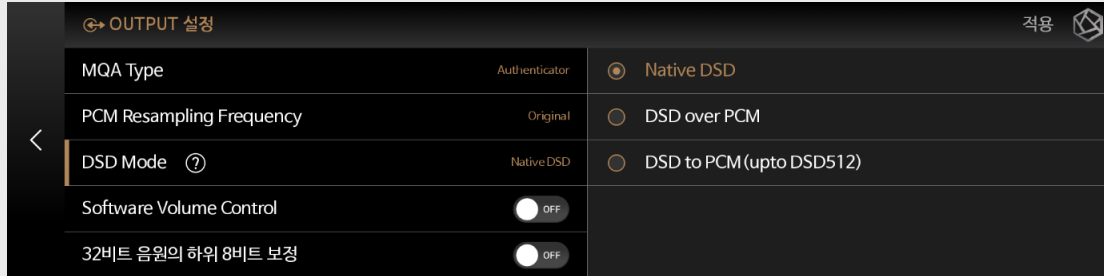 OUTPUT 설정
적용
MQA Type
Authenticator
Native DSD
PCM Resampling Frequency
Original
DSD over PCM
DSD Mode ?
Native DSD
DSD to PCM(upto DSD512)
Software Volume Control
OFF
32비트 음원의 하위 8비트 보정
OFF